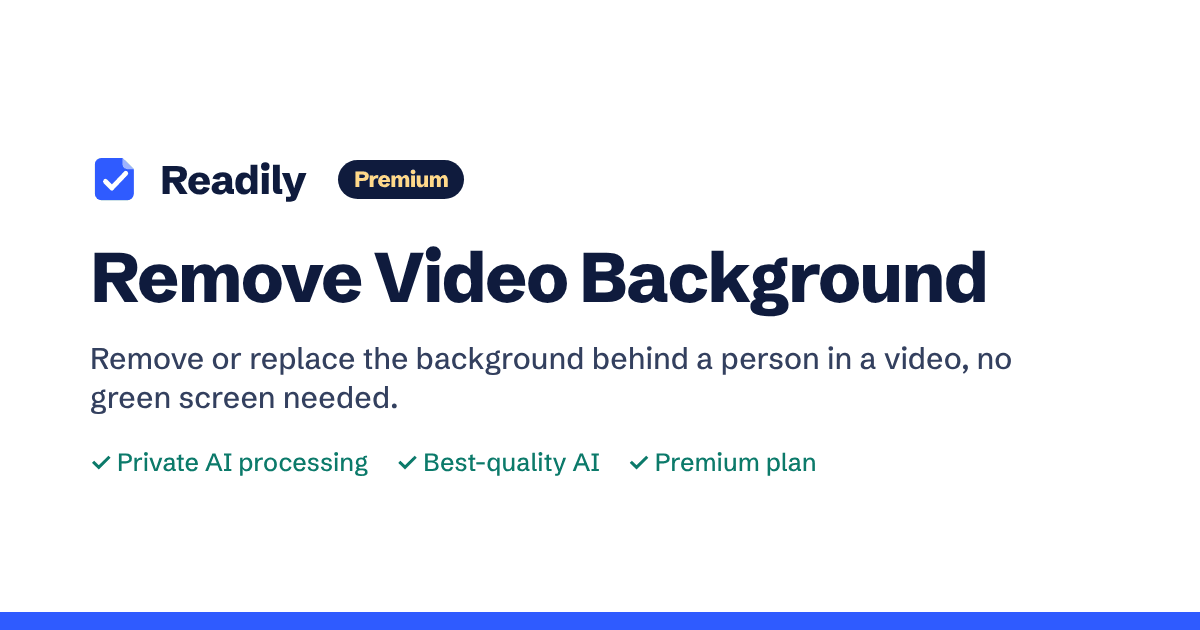 Readily Premium
Remove Video Background
Remove or replace the background behind a person in a video, no
green screen needed.
✓ Private AI processing ✓ Best-quality AI ✓ Premium plan